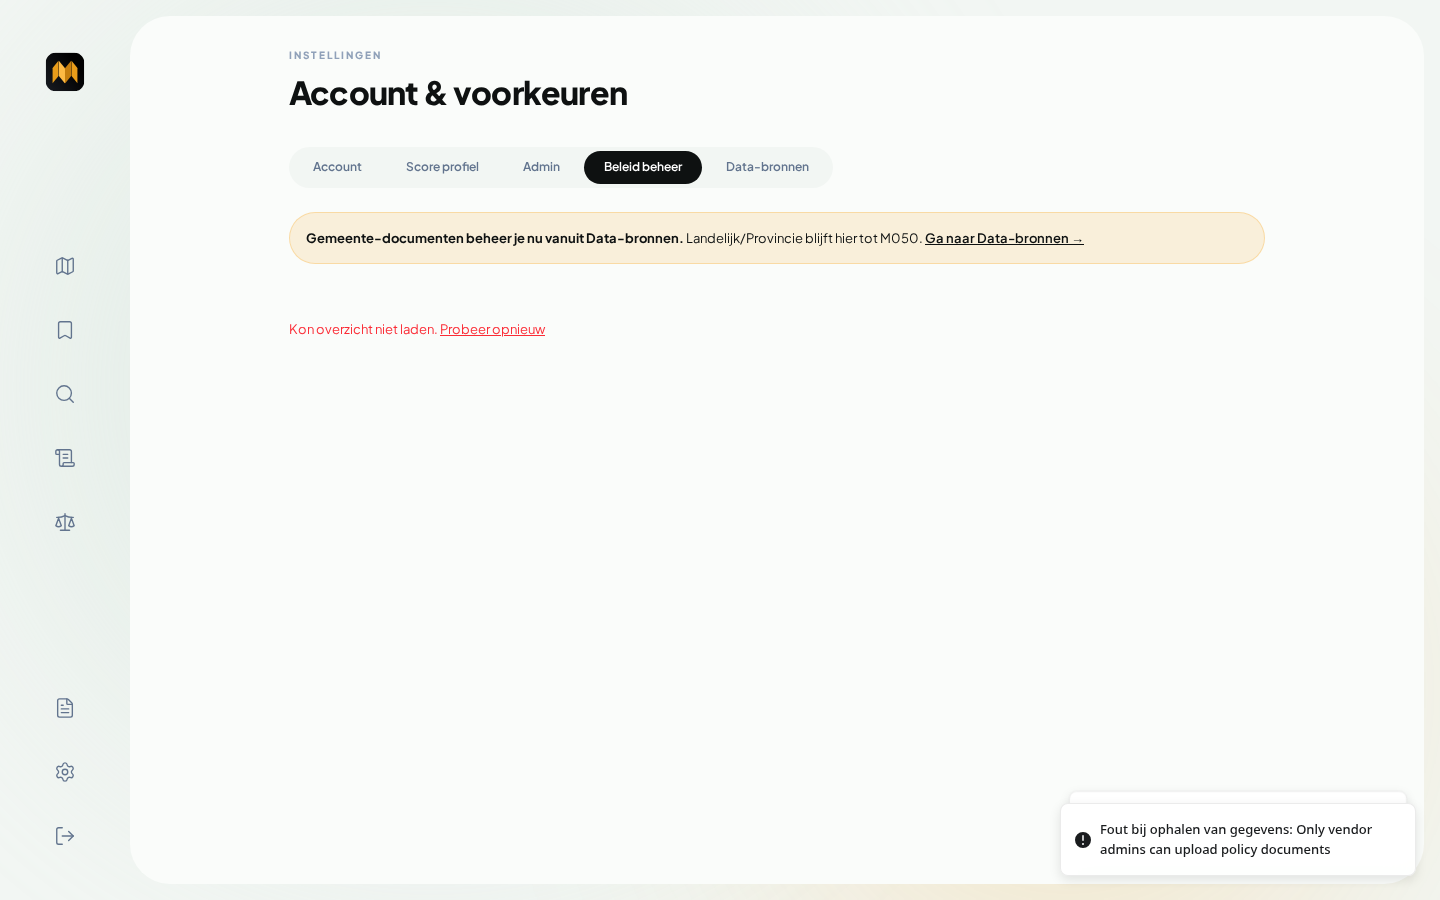 INSTELLINGEN
Account & voorkeuren
Account Score profiel Admin Beleid beheer Data-bronnen
Gemeente-documenten beheer je nu vanuit Data-bronnen. Landelijk/Provincie blijft hier tot M050. Ga naar Data-bronnen →
Kon overzicht niet laden. Probeer opnieuw
Fout bij ophalen van gegevens: Only vendor
admins can upload policy documents